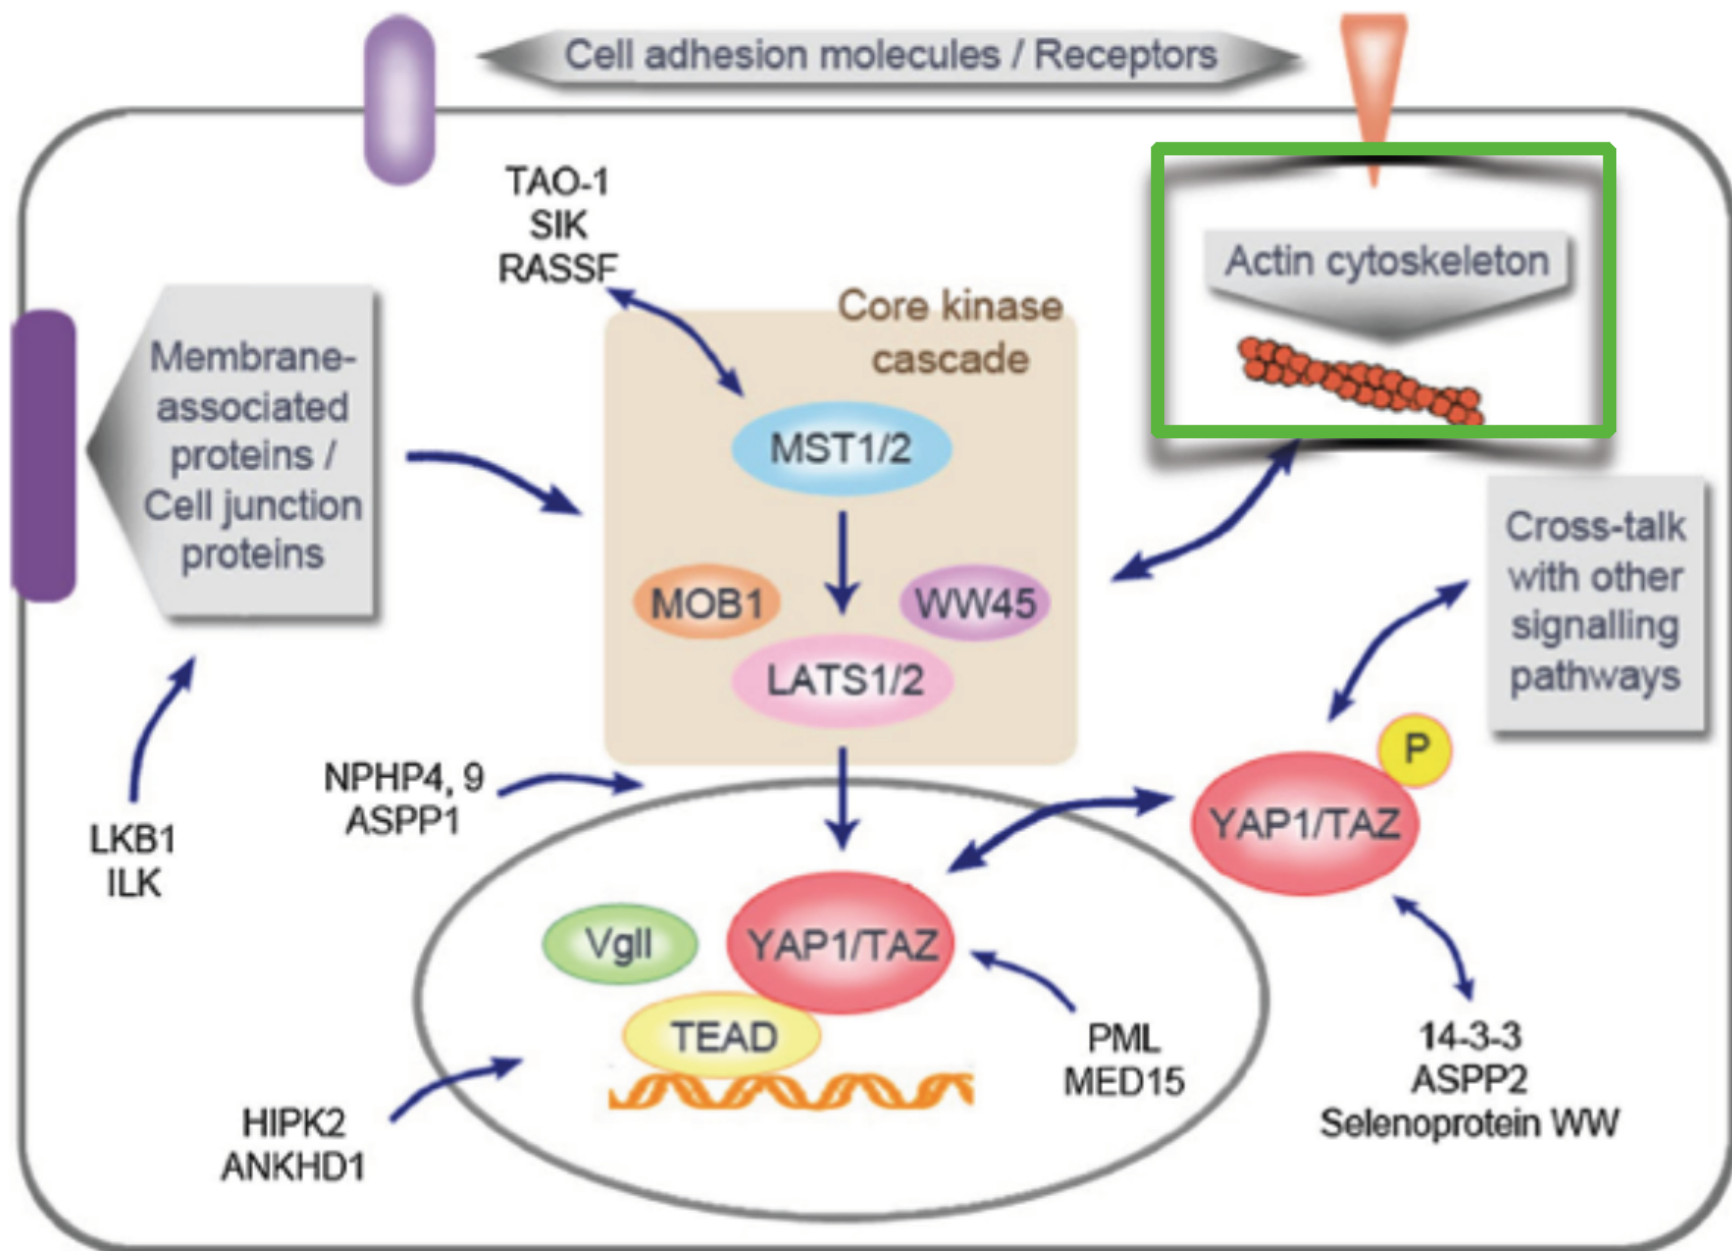 Cell adhesion molecules / Receptors
TAO-1
SIK
RASSF
Actin cytoskeleton
Core kinase
cascade
Membrane-
associated
proteins /
Cell junction
proteins
MST1/2
Cross-talk
with other
signalling
pathways
MOB1
WW45
LATS1/2
P
NPHP4, 9
ASPP1
YAP1/TAZ
LKB1
ILK
Vgll
YAP1/TAZ
TEAD
PML
MED15
14-3-3
ASPP2
Selenoprotein WW
HIPK2
ANKHD1